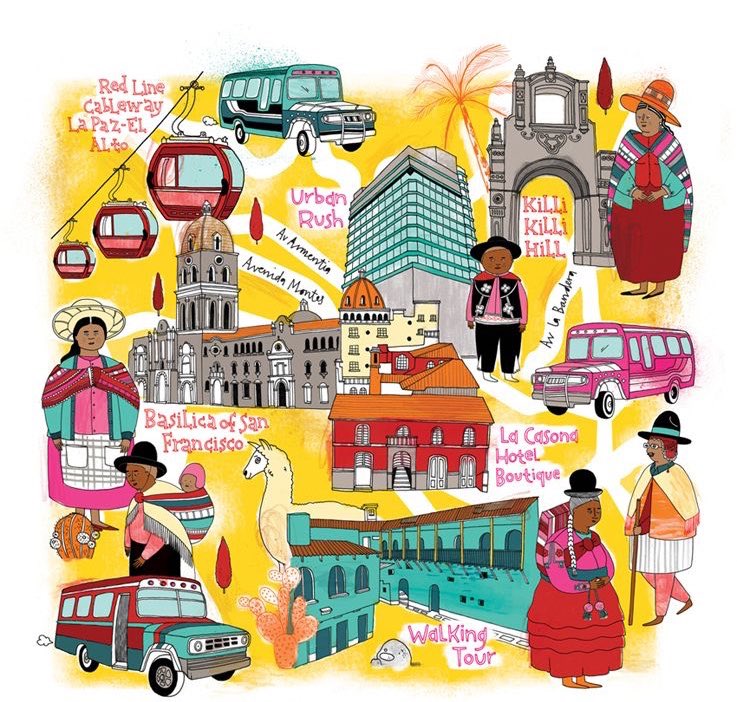 Red Line
Cableway
La Paz-El
Alto
Urban
Rush
Killi
Killi
Hill
Av Armentia
Avenida Montes
Av La Bandera
Basilica of San
Francisco
La Casona
Hotel
Boutique
Walking
Tour